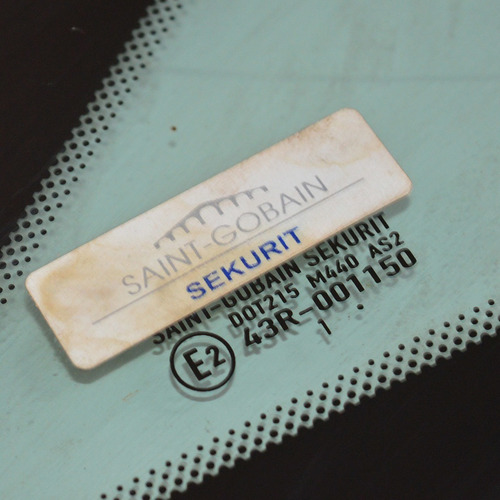 SAINT-GOBAIN
SEKURIT
SAINT-GOBAIN SEKURIT
DOT215 M440 AS2
E2 43R-001150
1 . .